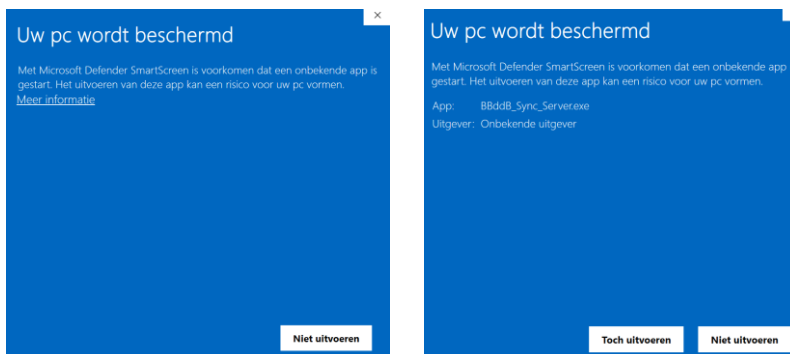 Uw pc wordt beschermd
Met Microsoft Defender SmartScreen is voorkomen dat een onbekende app is
gestart. Het uitvoeren van deze app kan een risico voor uw pc vormen.
Meer informatie
Niet uitvoeren
Uw pc wordt beschermd
Met Microsoft Defender SmartScreen is voorkomen dat een onbekende app
gestart. Het uitvoeren van deze app kan een risico voor uw pc vormen.
App: BBddB_Sync_Server.exe
Uitgever: Onbekende uitgever
Toch uitvoeren Niet uitvoeren